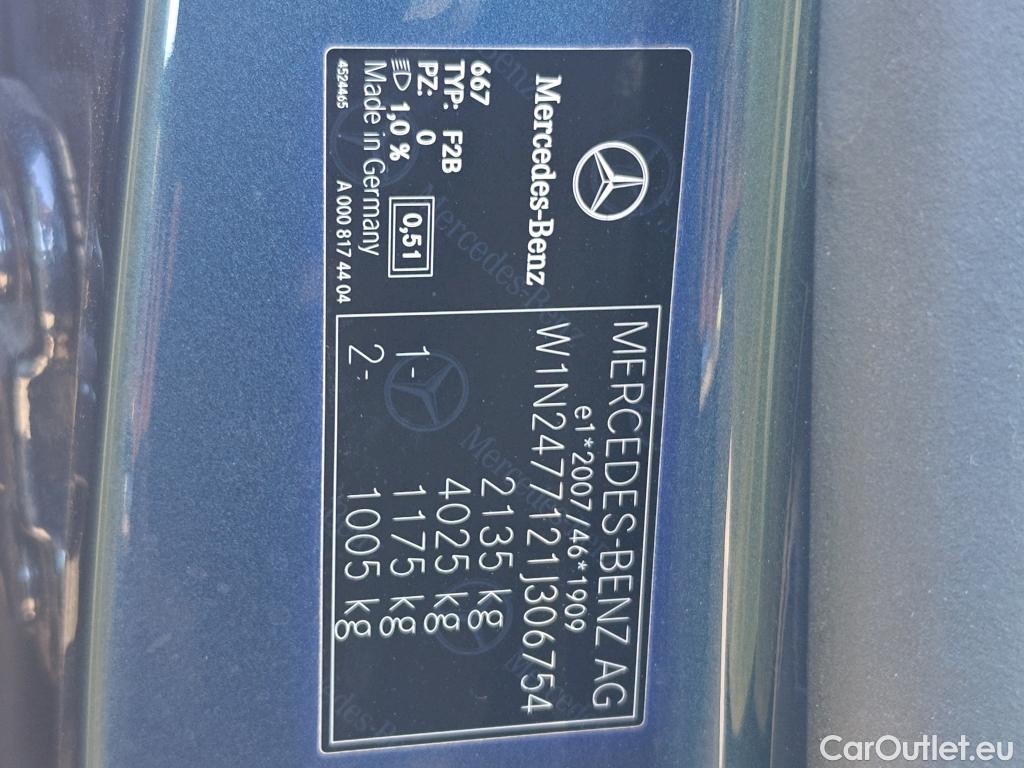 Mercedes-Benz
667
TYP: F2B
PZ: 0
1,0 %
0,51
Made in Germany
4524465 A 000 817 44 04
MERCEDES-BENZ AG
e1*2007/46*1909
W1N2477121J306754
2135 kg
4025 kg
1- 1175 kg
2- 1005 kg
CarOutlet.eu